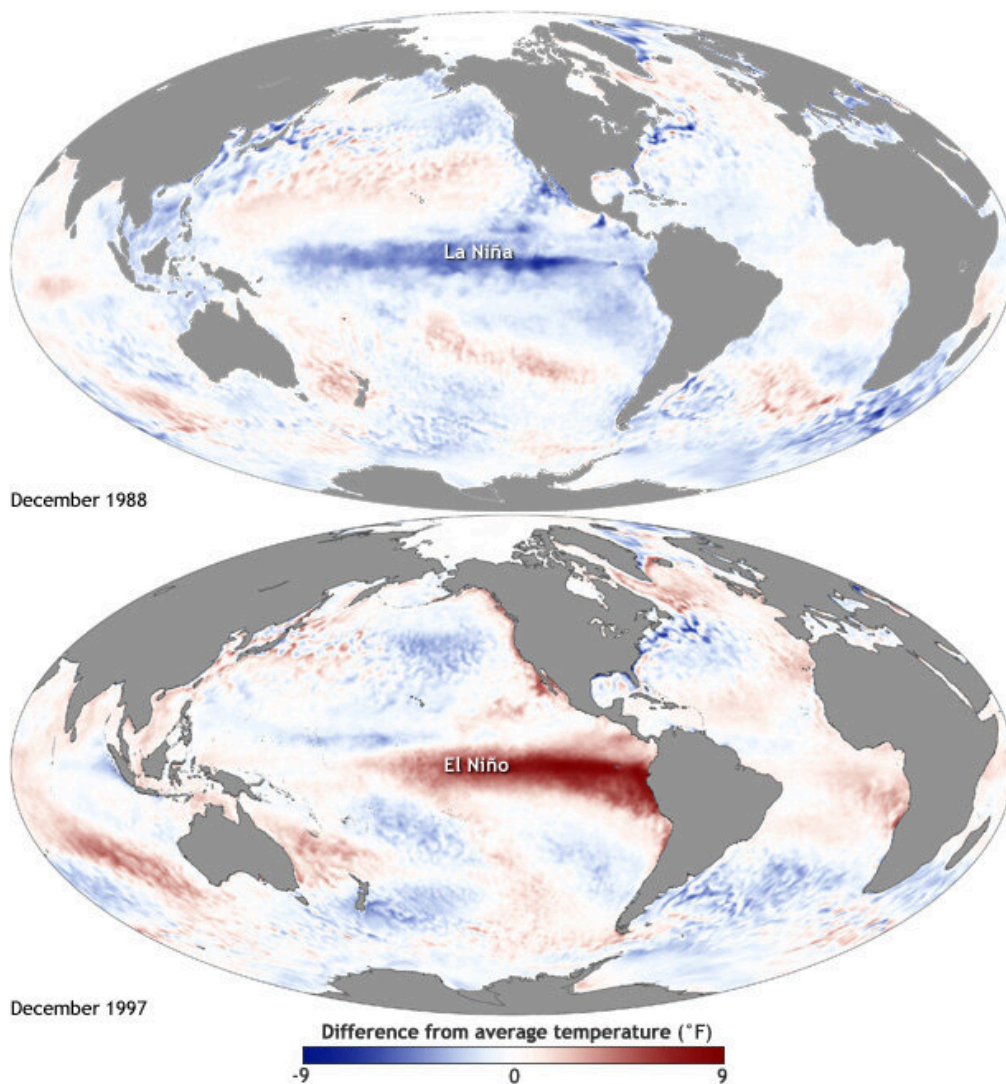 La Niña
December 1988
El Niño
December 1997
Difference from average temperature (°F)
-9 0 9